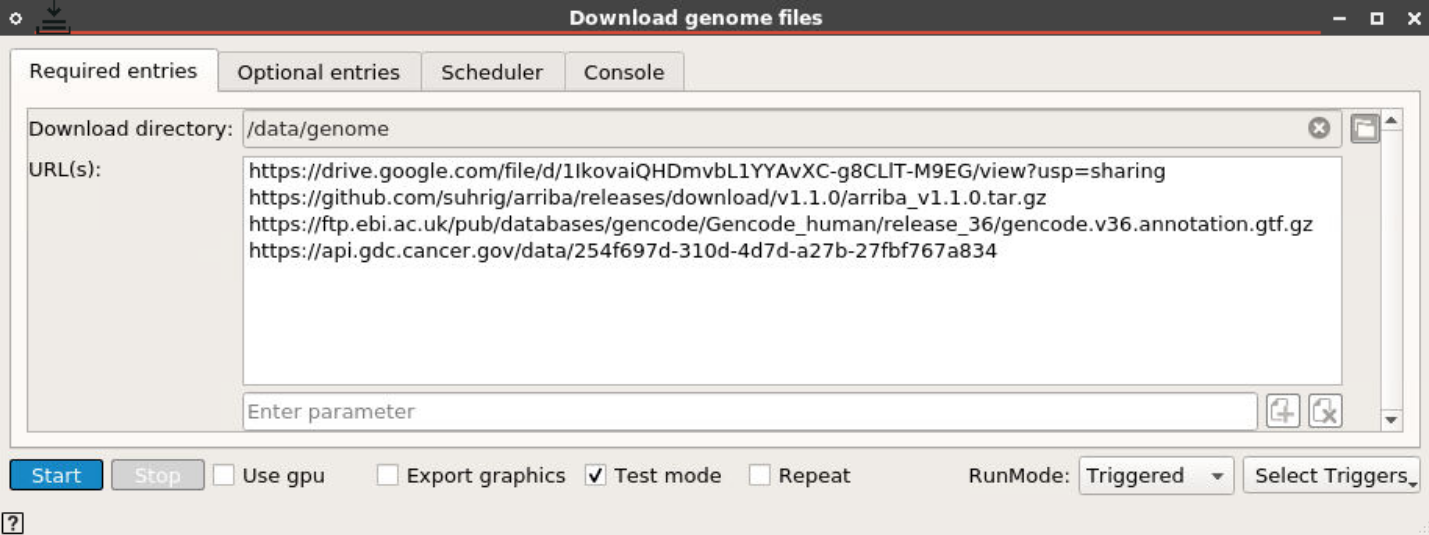 Download genome files
Required entries
Optional entries
Scheduler
Console
Download directory:
/data/genome
URL(s):
https://drive.google.com/file/d/1IkovaiQHDmvbL1YYAvXC-g8CLlT-M9EG/view?usp=sharing
https://github.com/suhrig/arriba/releases/download/v1.1.0/arriba_v1.1.0.tar.gz
https://ftp.ebi.ac.uk/pub/databases/gencode/Gencode_human/release_36/gencode.v36.annotation.gtf.gz
https://api.gdc.cancer.gov/data/254f697d-310d-4d7d-a27b-27fbf767a834
Enter parameter
Start
Stop
Use gpu
Export graphics
Test mode
Repeat
RunMode:
Triggered
Select Triggers
?